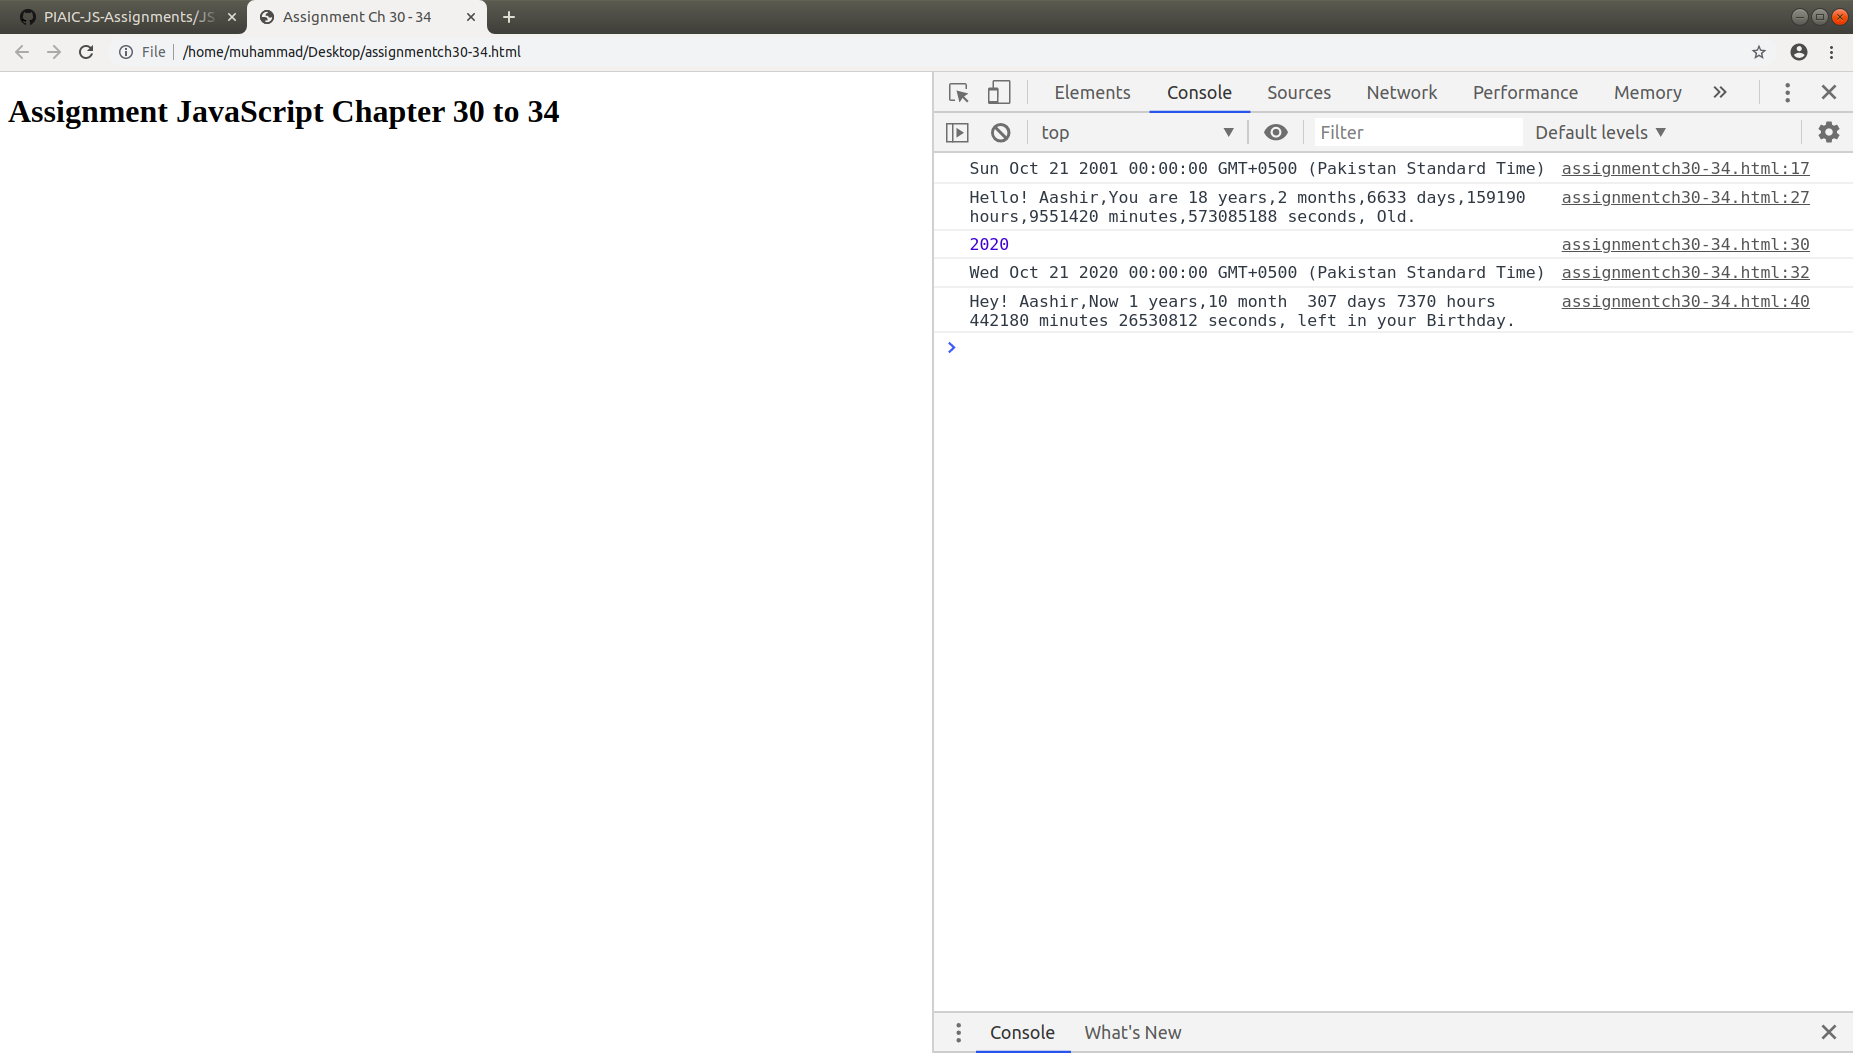 PIAIC-JS-Assignments/JS
Assignment Ch 30 - 34
File
/home/muhammad/Desktop/assignmentch30-34.html
Assignment JavaScript Chapter 30 to 34
Elements Console Sources Network Performance Memory
top Filter Default levels
Sun Oct 21 2001 00:00:00 GMT+0500 (Pakistan Standard Time) assignmentch30-34.html:17
Hello! Aashir,You are 18 years,2 months,6633 days,159190 assignmentch30-34.html:27
hours,9551420 minutes,573085188 seconds, Old.
2020 assignmentch30-34.html:30
Wed Oct 21 2020 00:00:00 GMT+0500 (Pakistan Standard Time) assignmentch30-34.html:32
Hey! Aashir,Now 1 years,10 month  307 days 7370 hours assignmentch30-34.html:40
442180 minutes 26530812 seconds, left in your Birthday.
Console What's New